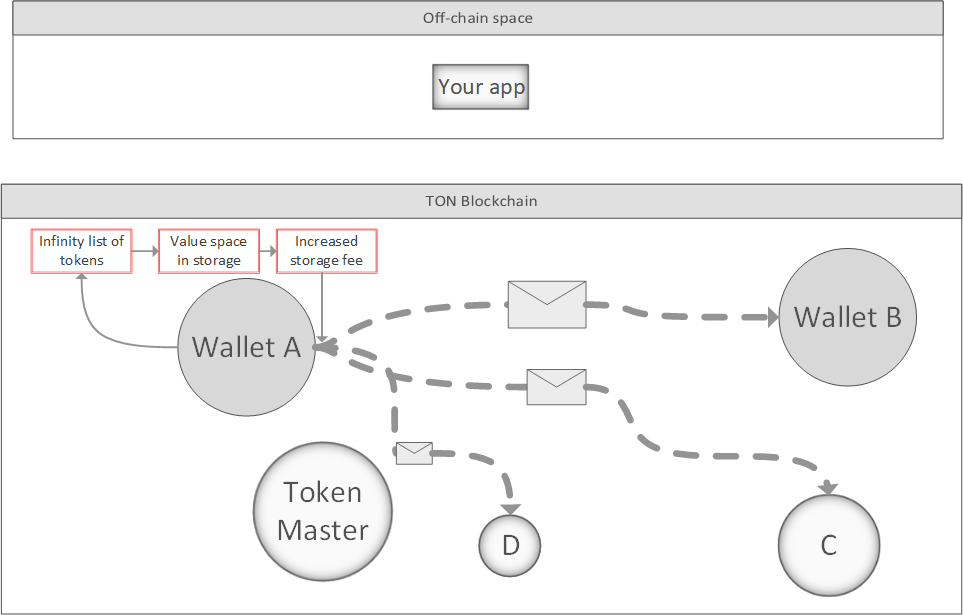 Off-chain space
Your app
TON Blockchain
Infinity list of
tokens
Value space
in storage
Increased
storage fee
Wallet A
Wallet B
Token
Master
D
C